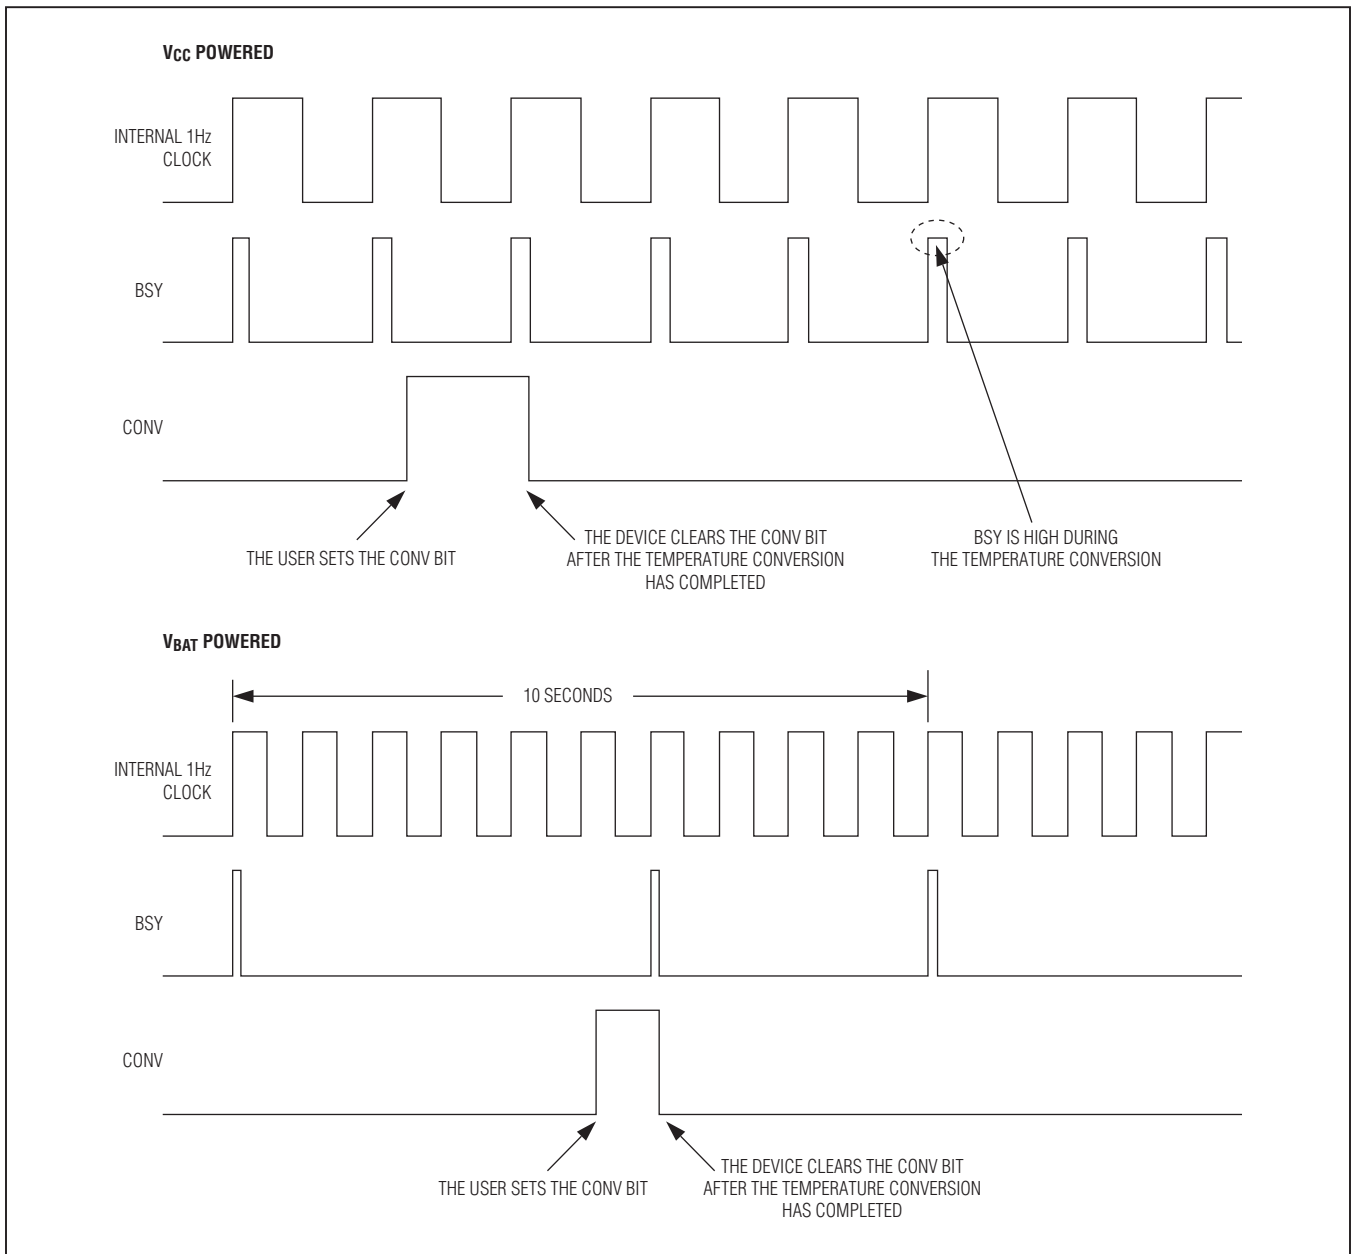 VCC POWERED
INTERNAL 1Hz
CLOCK
BSY
CONV
THE USER SETS THE CONV BIT
THE DEVICE CLEARS THE CONV BIT
AFTER THE TEMPERATURE CONVERSION
HAS COMPLETED
BSY IS HIGH DURING
THE TEMPERATURE CONVERSION
VBAT POWERED
10 SECONDS
INTERNAL 1Hz
CLOCK
BSY
CONV
THE USER SETS THE CONV BIT
THE DEVICE CLEARS THE CONV BIT
AFTER THE TEMPERATURE CONVERSION
HAS COMPLETED